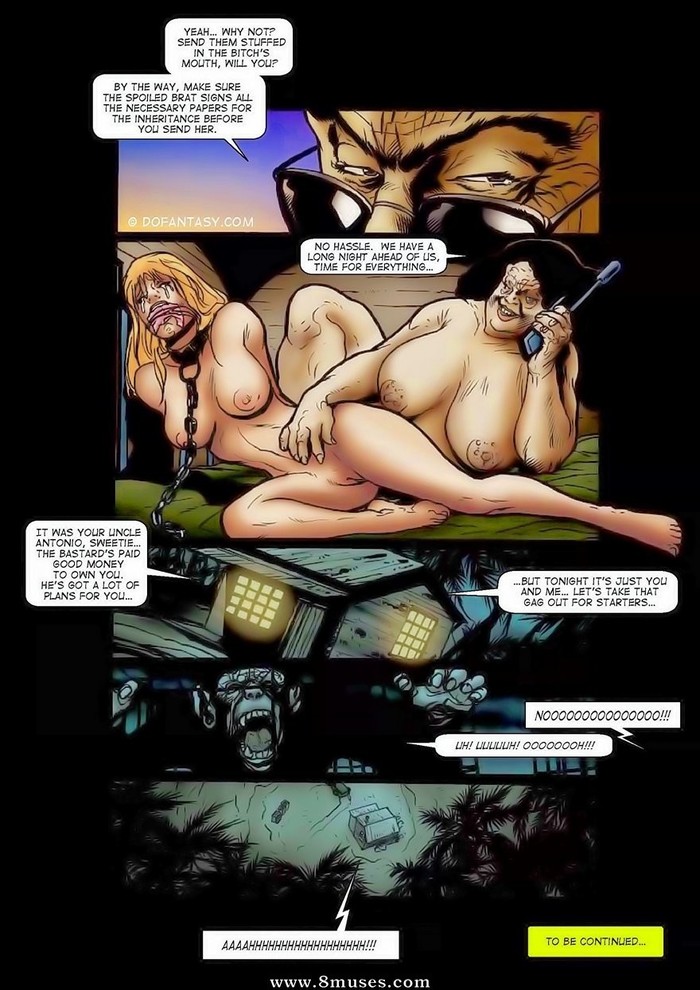 YEAH... WHY NOT?
SEND THEM STUFFED
IN THE BITCH'S
MOUTH, WILL YOU?
BY THE WAY, MAKE SURE
THE SPOILED BRAT SIGNS ALL
THE NECESSARY PAPERS FOR
THE INHERITANCE BEFORE
YOU SEND HER.
© DOFANTASY.COM
NO HASSLE. WE HAVE A
LONG NIGHT AHEAD OF US,
TIME FOR EVERYTHING...
IT WAS YOUR UNCLE
ANTONIO, SWEETIE...
THE BASTARD'S PAID
GOOD MONEY
TO OWN YOU.
HE'S GOT A LOT OF
PLANS FOR YOU...
...BUT TONIGHT IT'S JUST YOU
AND ME... LET'S TAKE THAT
GAG OUT FOR STARTERS...
NOOOOOOOOOOOOOOO!!!
UH! UUUUUH! OOOOOOOH!!!
AAAAHHHHHHHHHHHHHHHHHH!!!
TO BE CONTINUED...
www.8muses.com